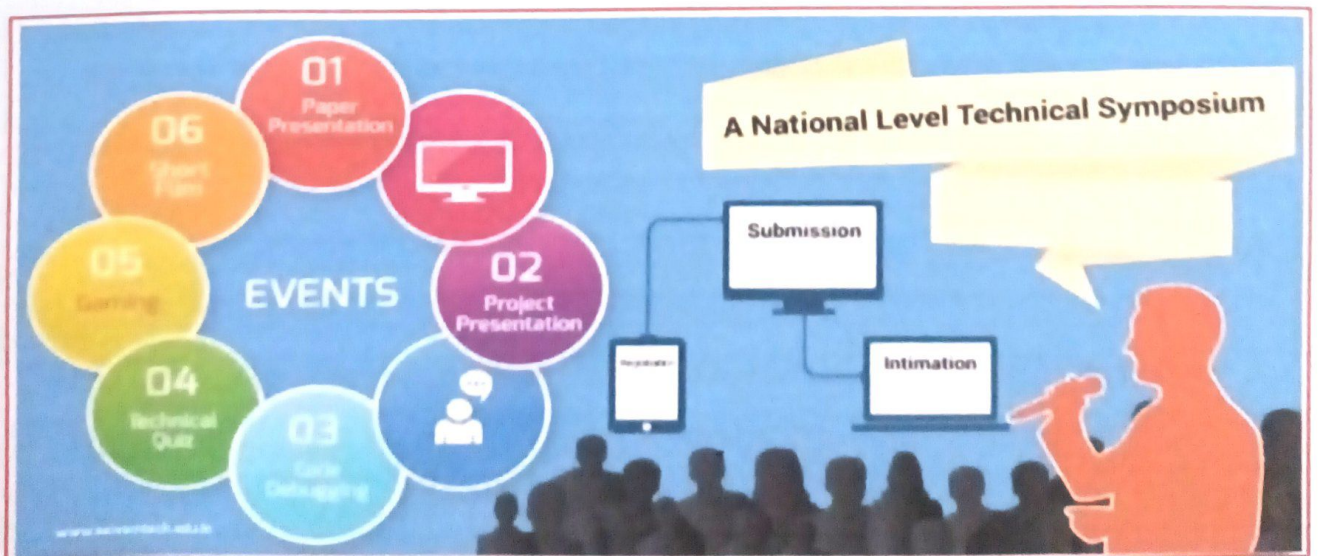 A National Level Technical Symposium
01
Paper
Presentation
02
Project
Presentation
03
Code
Debugging
04
Technical
Quiz
05
Gaming
06
Short
Film
EVENTS
Submission
Registration
Intimation